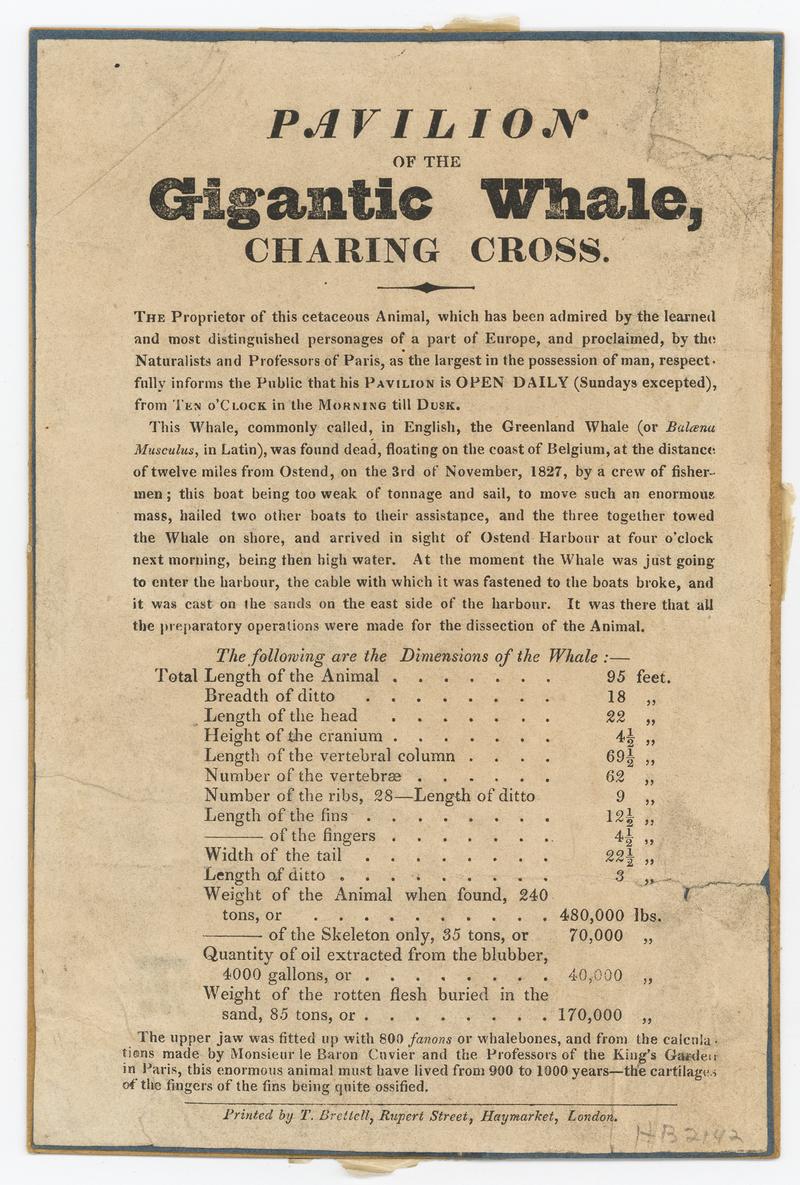 PAVILION
OF THE
Gigantic Whale,
CHARING CROSS.
THE Proprietor of this cetaceous Animal, which has been admired by the learned
and most distinguished personages of a part of Europe, and proclaimed, by the
Naturalists and Professors of Paris, as the largest in the possession of man, respect-
fully informs the Public that his PAVILION is OPEN DAILY (Sundays excepted),
from TEN O'CLOCK in the MORNING till DUSK.
This Whale, commonly called, in English, the Greenland Whale (or Balæna
Musculus, in Latin), was found dead, floating on the coast of Belgium, at the distance
of twelve miles from Ostend, on the 3rd of November, 1827, by a crew of fisher-
men; this boat being too weak of tonnage and sail, to move such an enormous
mass, hailed two other boats to their assistance, and the three together towed
the Whale on shore, and arrived in sight of Ostend Harbour at four o'clock
next morning, being then high water. At the moment the Whale was just going
to enter the harbour, the cable with which it was fastened to the boats broke, and
it was cast on the sands on the east side of the harbour. It was there that all
the preparatory operations were made for the dissection of the Animal.
The following are the Dimensions of the Whale :—
Total Length of the Animal . . . . . . . 95 feet.
Breadth of ditto . . . . . . . . 18 „
Length of the head . . . . . . . 22 „
Height of the cranium . . . . . . . 4½ „
Length of the vertebral column . . . . 69½ „
Number of the vertebræ . . . . . . 62 „
Number of the ribs, 28—Length of ditto 9 „
Length of the fins . . . . . . . . 12½ „
——— of the fingers . . . . . . . 4½ „
Width of the tail . . . . . . . . 22½ „
Length of ditto . . . . . . . . . 3 „
Weight of the Animal when found, 240
tons, or . . . . . . . . . . 480,000 lbs.
——— of the Skeleton only, 35 tons, or 70,000 „
Quantity of oil extracted from the blubber,
4000 gallons, or . . . . . . . . 40,000 „
Weight of the rotten flesh buried in the
sand, 85 tons, or . . . . . . . . 170,000 „
The upper jaw was fitted up with 800 fanons or whalebones, and from the calcula-
tions made by Monsieur le Baron Cuvier and the Professors of the King's Garden
in Paris, this enormous animal must have lived from 900 to 1000 years—the cartilages
of the fingers of the fins being quite ossified.
Printed by T. Brettell, Rupert Street, Haymarket, London.
HB2142